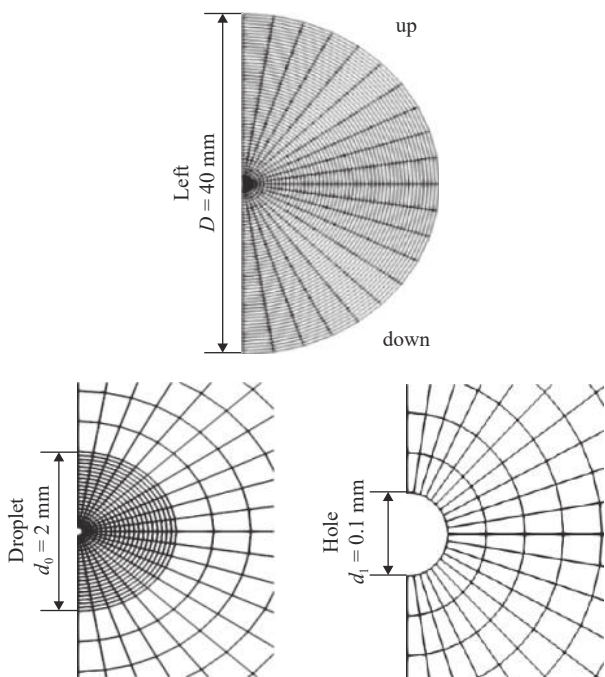 up
Left
D = 40 mm
down
Droplet
d₀ = 2 mm
Hole
d₁ = 0.1 mm